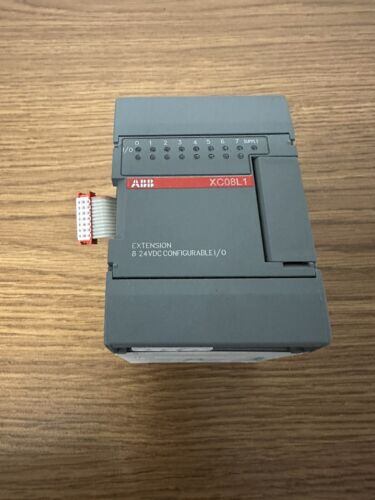 0 1 2 3 4 5 6 7 SUPPLY
I/O
ABB XC08L1
EXTENSION
8 24VDC CONFIGURABLE I/O